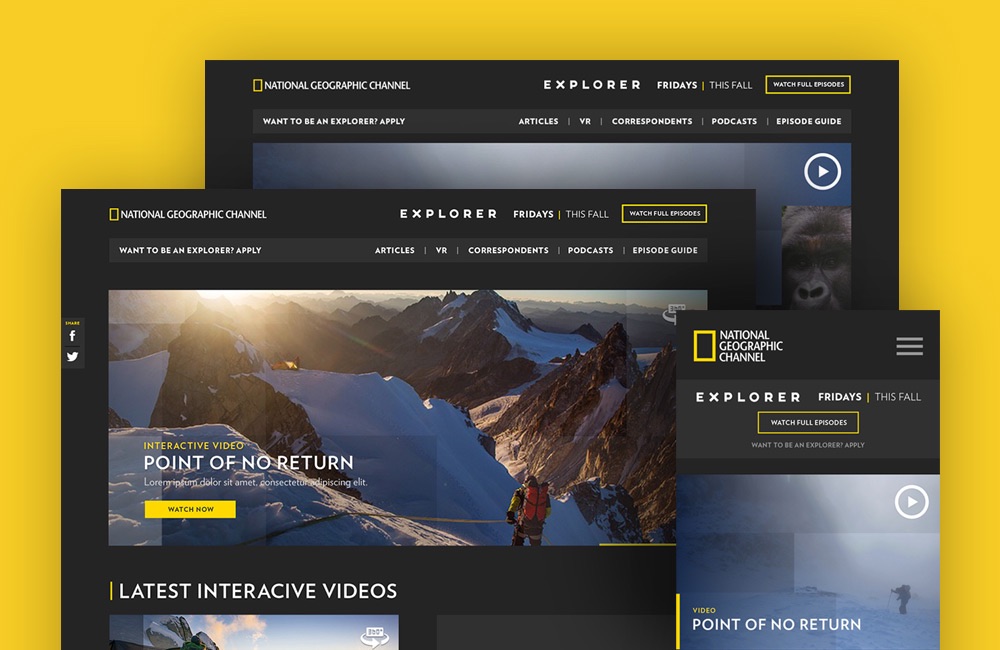 NATIONAL GEOGRAPHIC CHANNEL
EXPLORER FRIDAYS | THIS FALL WATCH FULL EPISODES
WANT TO BE AN EXPLORER? APPLY ARTICLES | VR | CORRESPONDENTS | PODCASTS | EPISODE GUIDE
NATIONAL GEOGRAPHIC CHANNEL
EXPLORER FRIDAYS | THIS FALL WATCH FULL EPISODES
WANT TO BE AN EXPLORER? APPLY ARTICLES | VR | CORRESPONDENTS | PODCASTS | EPISODE GUIDE
SHARE
360°
INTERACTIVE VIDEO
POINT OF NO RETURN
Lorem ipsum dolor sit amet, consectetur adipiscing elit.
WATCH NOW
LATEST INTERACIVE VIDEOS
360°
NATIONAL
GEOGRAPHIC
CHANNEL
EXPLORER FRIDAYS | THIS FALL
WATCH FULL EPISODES
WANT TO BE AN EXPLORER? APPLY
VIDEO
POINT OF NO RETURN